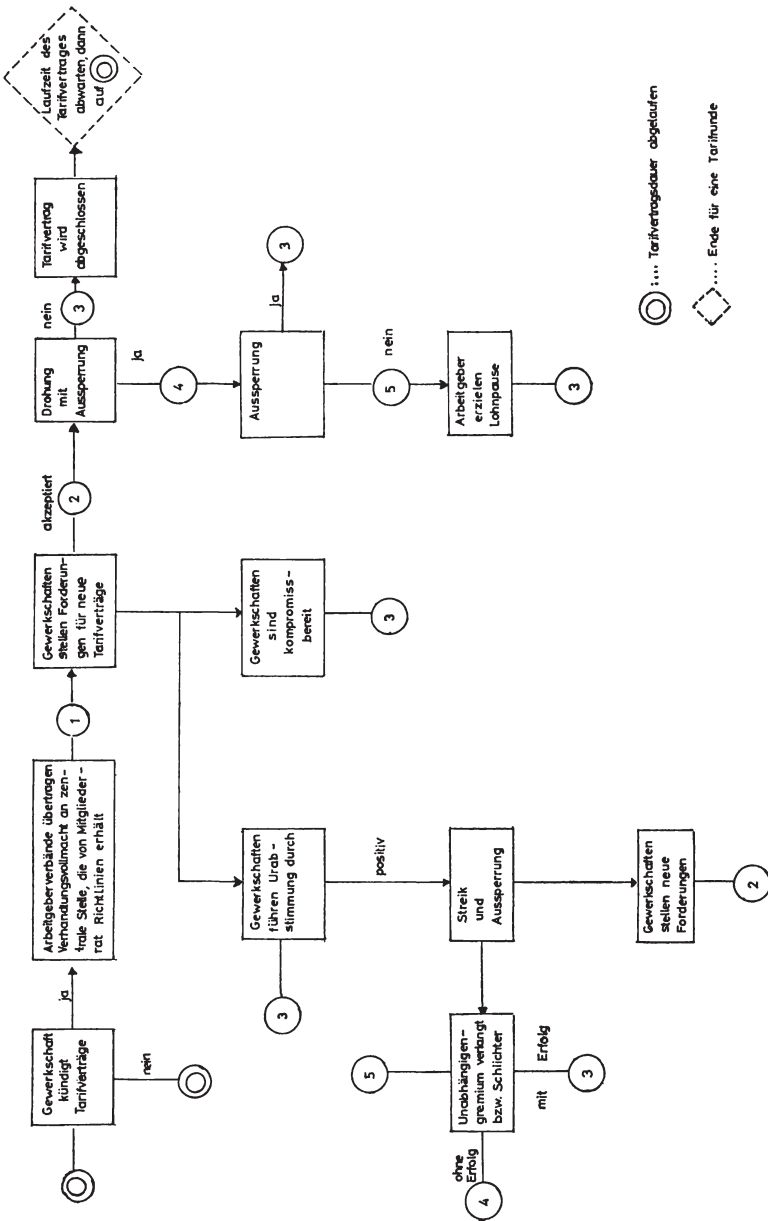 Gewerkschaft
kündigt
Tarifverträge
ja
nein
Arbeitgeberverbände übertragen
Verhandlungsvollmacht an zen-
trale Stelle, die von Mitglieder-
rat Richtlinien erhält
1
Gewerkschaften
stellen Forderun-
gen für neue
Tarifverträge
akzeptiert
2
Drohung
mit
Aussperrung
nein
3
Tarifvertrag
wird
abgeschlossen
Laufzeit des
Tarifvertrages
abwarten, dann
auf
ja
4
3
Gewerkschaften
führen Urab-
stimmung durch
Gewerkschaften
sind
kompromiss-
bereit
3
Aussperrung
ja
3
positiv
nein
5
5
Unabhängigen-
gremium verlangt
bzw. Schlichter
ohne
Erfolg
4
mit Erfolg
3
Streik
und
Aussperrung
Arbeitgeber
erzielen
Lohnpause
3
Gewerkschaften
stellen neue
Forderungen
2
:.... Tarifvertragsdauer abgelaufen
.... Ende für eine Tarifrunde